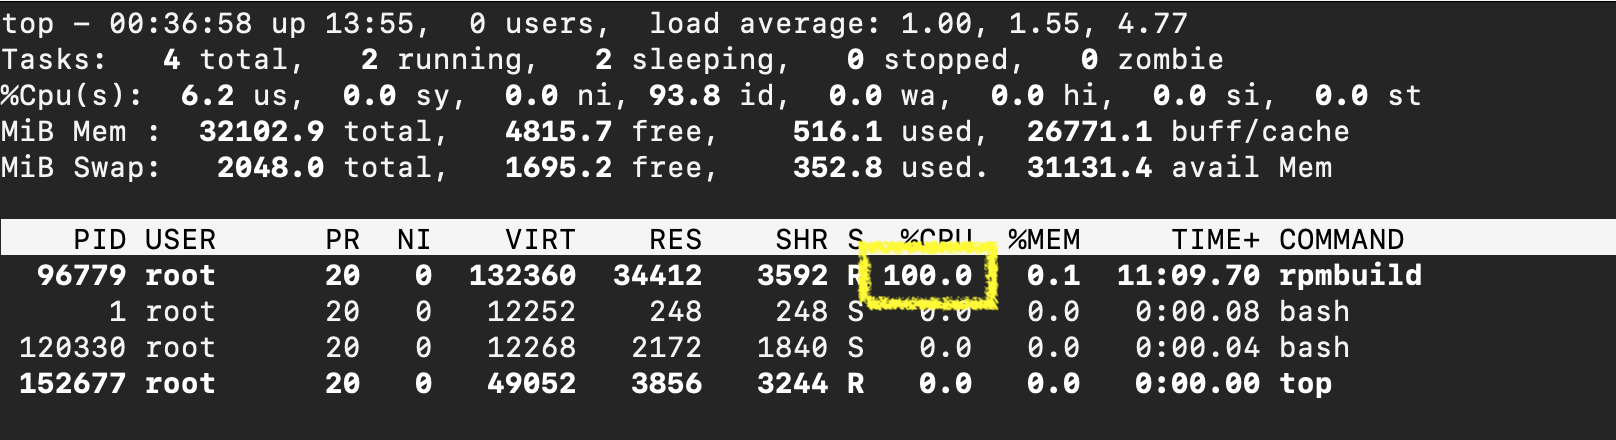 top - 00:36:58 up 13:55,  0 users,  load average: 1.00, 1.55, 4.77
Tasks:   4 total,   2 running,   2 sleeping,   0 stopped,   0 zombie
%Cpu(s):  6.2 us,  0.0 sy,  0.0 ni, 93.8 id,  0.0 wa,  0.0 hi,  0.0 si,  0.0 st
MiB Mem :  32102.9 total,   4815.7 free,    516.1 used,  26771.1 buff/cache
MiB Swap:   2048.0 total,   1695.2 free,    352.8 used.  31131.4 avail Mem
    PID USER      PR  NI    VIRT    RES    SHR S  %CPU  %MEM     TIME+ COMMAND
  96779 root      20   0  132360  34412   3592 R 100.0   0.1  11:09.70 rpmbuild
      1 root      20   0   12252    248    248 S   0.0   0.0   0:00.08 bash
 120330 root      20   0   12268   2172   1840 S   0.0   0.0   0:00.04 bash
 152677 root      20   0   49052   3856   3244 R   0.0   0.0   0:00.00 top